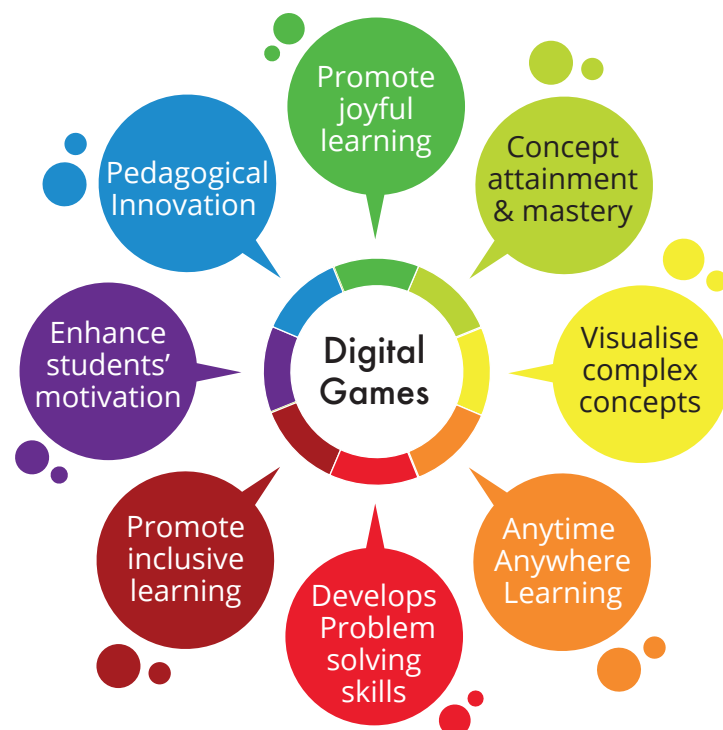 Promote
joyful
learning
Concept
attainment
& mastery
Visualise
complex
concepts
Anytime
Anywhere
Learning
Develops
Problem
solving
skills
Promote
inclusive
learning
Enhance
students’
motivation
Pedagogical
Innovation
Digital
Games